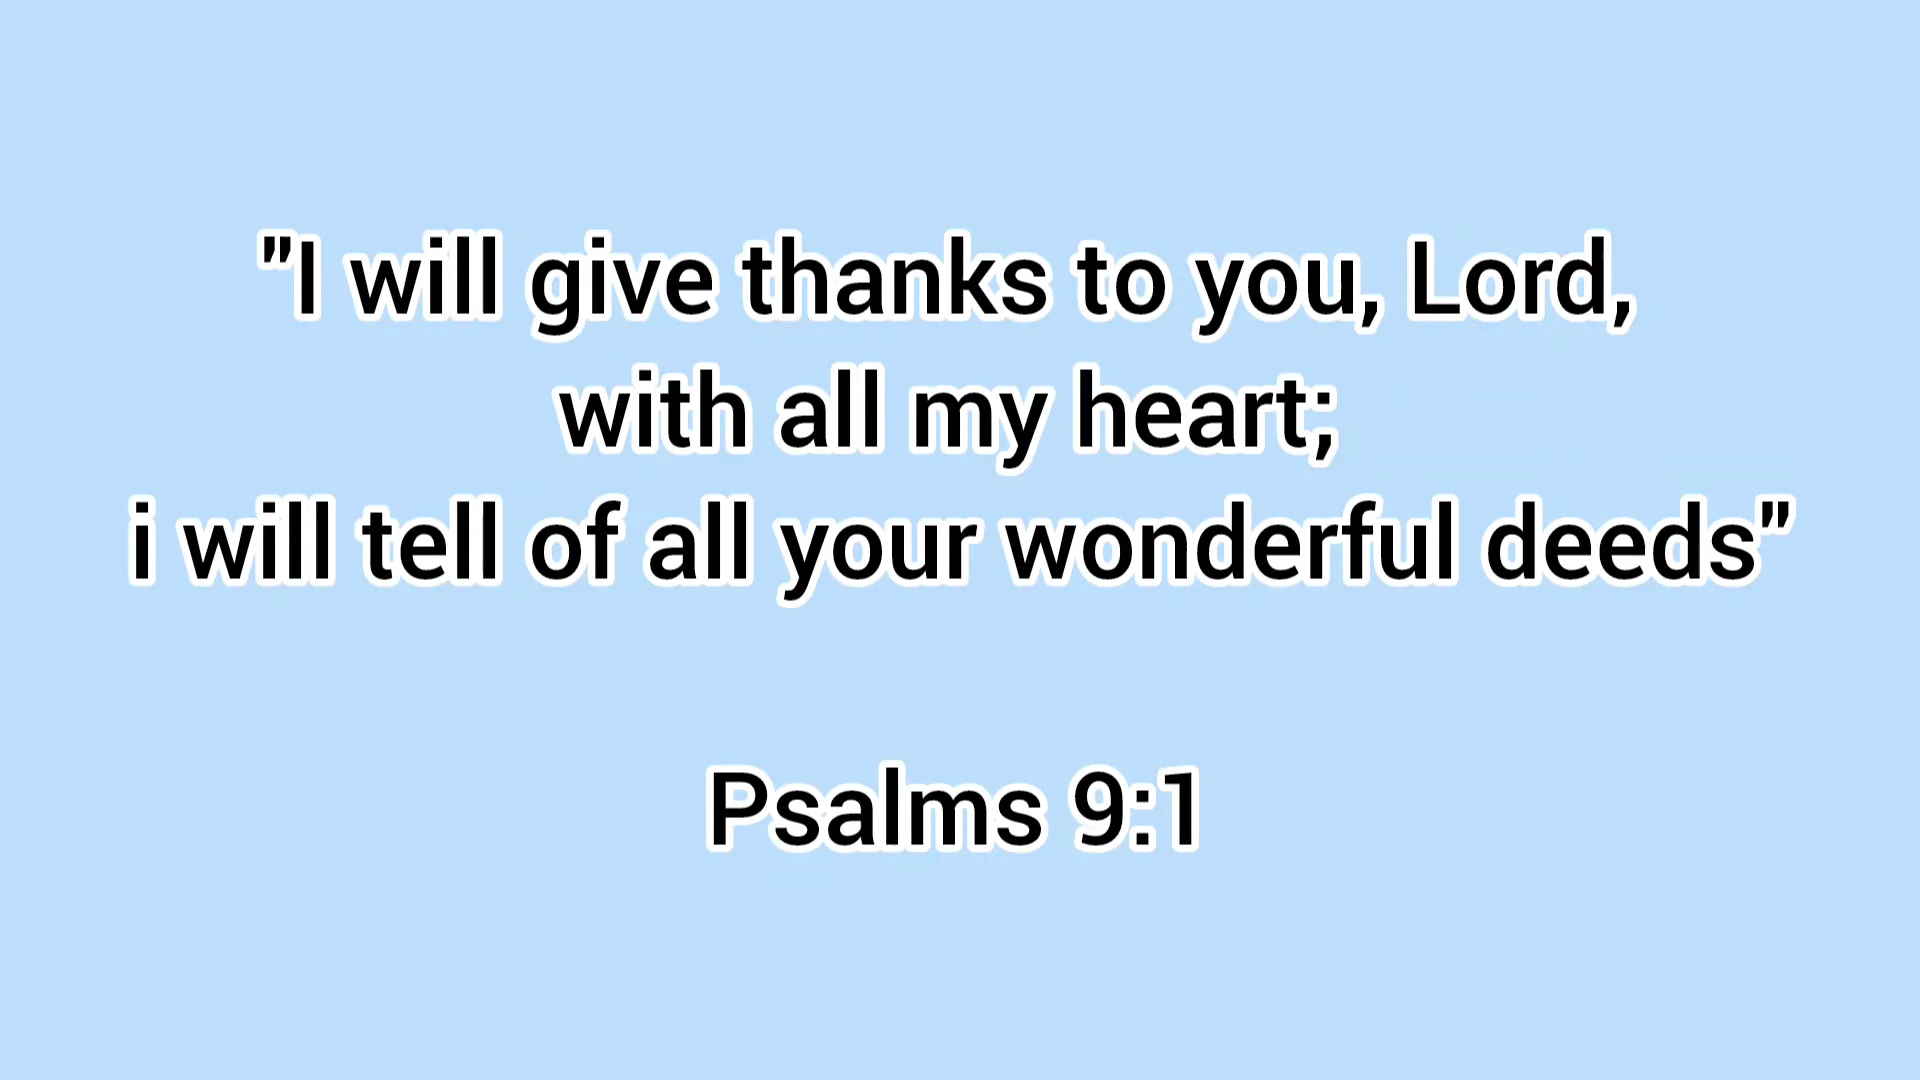 "I will give thanks to you, Lord,
with all my heart;
i will tell of all your wonderful deeds"
Psalms 9:1